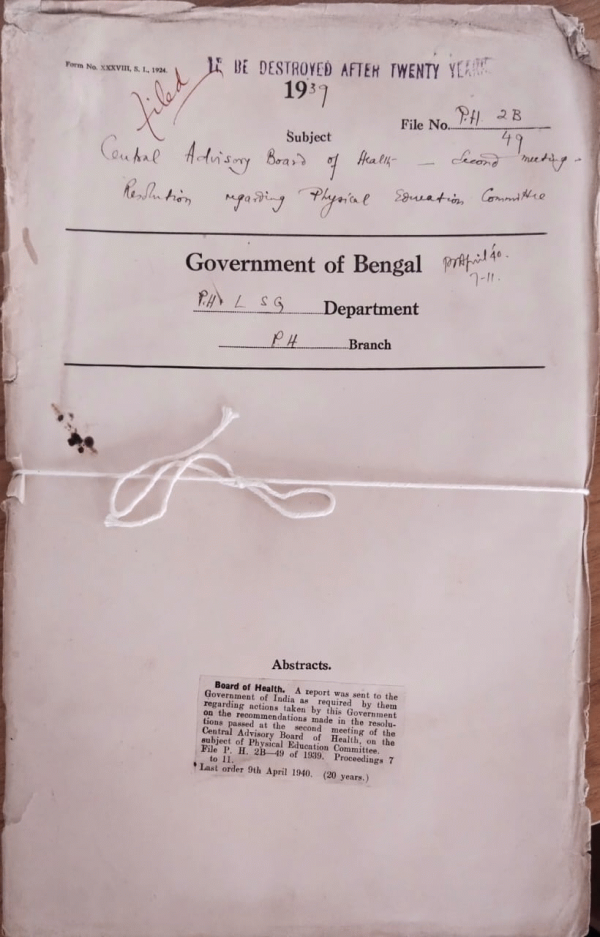 Form No. XXXVIII, S. I., 1924.
TO BE DESTROYED AFTER TWENTY YEARS
Filed
1939
File No. P.H. 2B
49
Subject
Central Advisory Board of Health — Second meeting -
Resolution regarding Physical Education Committee
Government of Bengal
April '40.
7-11.
P.H. L S G Department
P H Branch
Abstracts.
Board of Health. A report was sent to the
Government of India as required by them
regarding actions taken by this Government
on the recommendations made in the resolu-
tions passed at the second meeting of the
Central Advisory Board of Health, on the
subject of Physical Education Committee.
File P. H. 2B—49 of 1939. Proceedings 7
to 11.
Last order 9th April 1940. (20 years.)